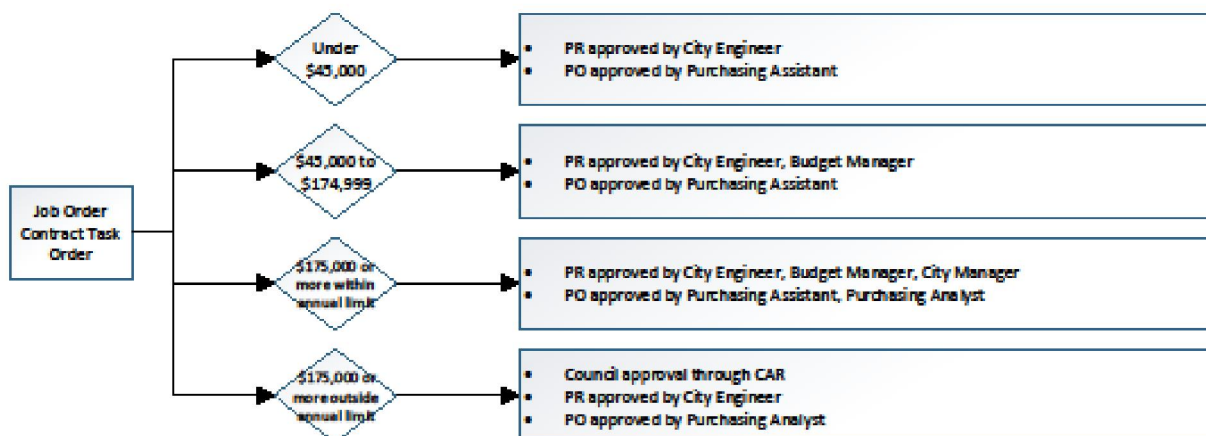 Under
$45,000
• PR approved by City Engineer
• PO approved by Purchasing Assistant
$45,000 to
$174,999
• PR approved by City Engineer, Budget Manager
• PO approved by Purchasing Assistant
Job Order
Contract Task
Order
$175,000 or
more within
annual limit
• PR approved by City Engineer, Budget Manager, City Manager
• PO approved by Purchasing Assistant, Purchasing Analyst
$175,000 or
more outside
annual limit
• Council approval through CAR
• PR approved by City Engineer
• PO approved by Purchasing Analyst